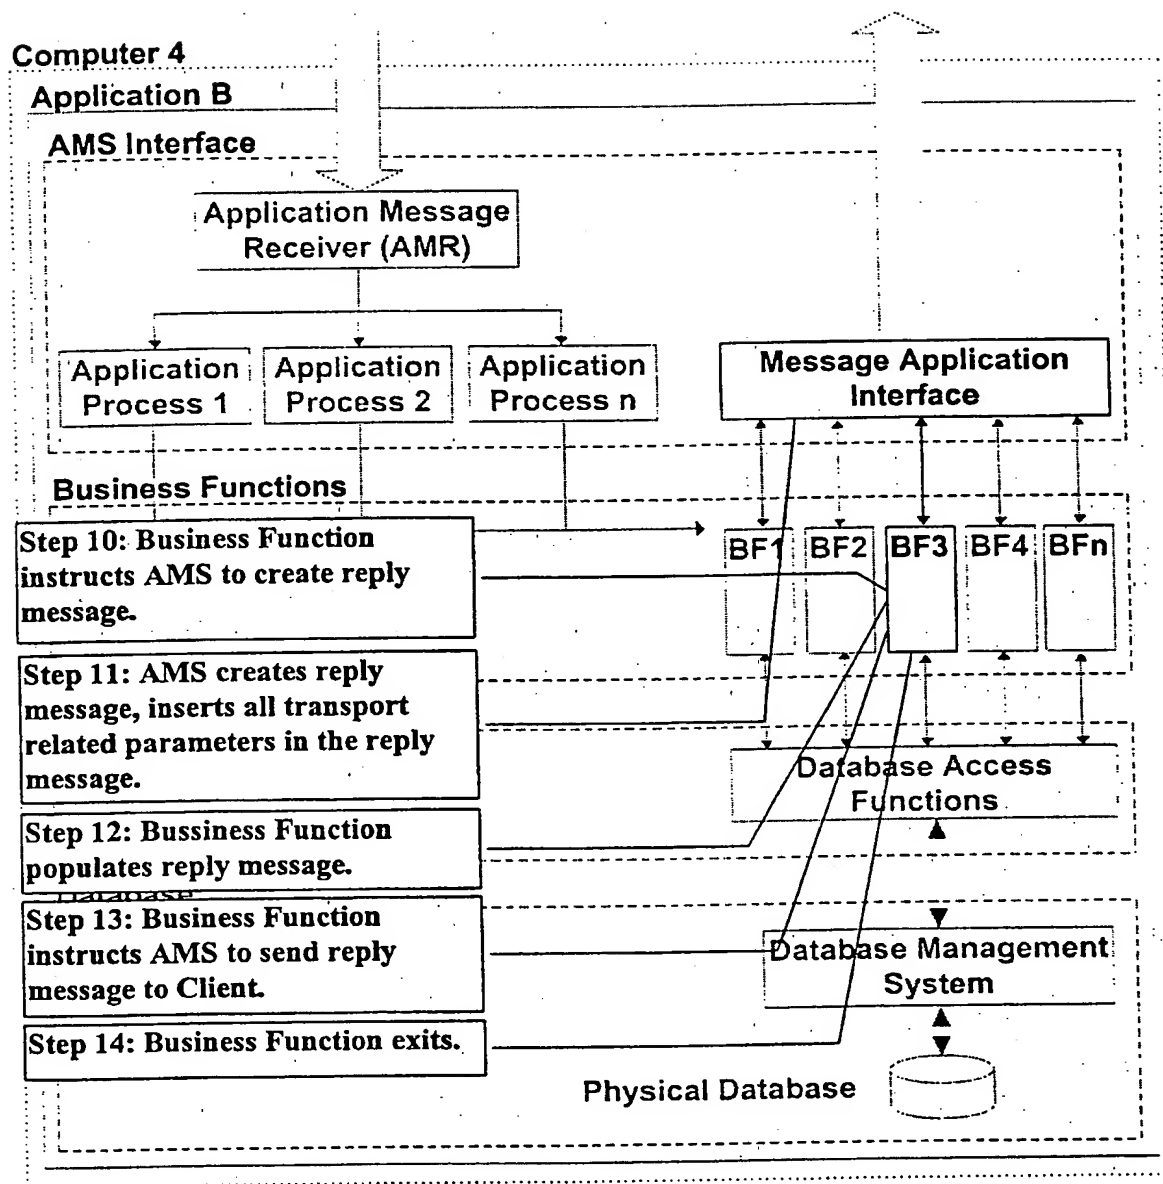 Computer 4
Application B
AMS Interface
Application Message
Receiver (AMR)
Application
Process 1
Application
Process 2
Application
Process n
Message Application
Interface
Business Functions
BF1
BF2
BF3
BF4
BFn
Step 10: Business Function
instructs AMS to create reply
message.
Step 11: AMS creates reply
message, inserts all transport
related parameters in the reply
message.
Database Access
Functions
Step 12: Bussiness Function
populates reply message.
Database
Step 13: Business Function
instructs AMS to send reply
message to Client.
Database Management
System
Step 14: Business Function exits.
Physical Database